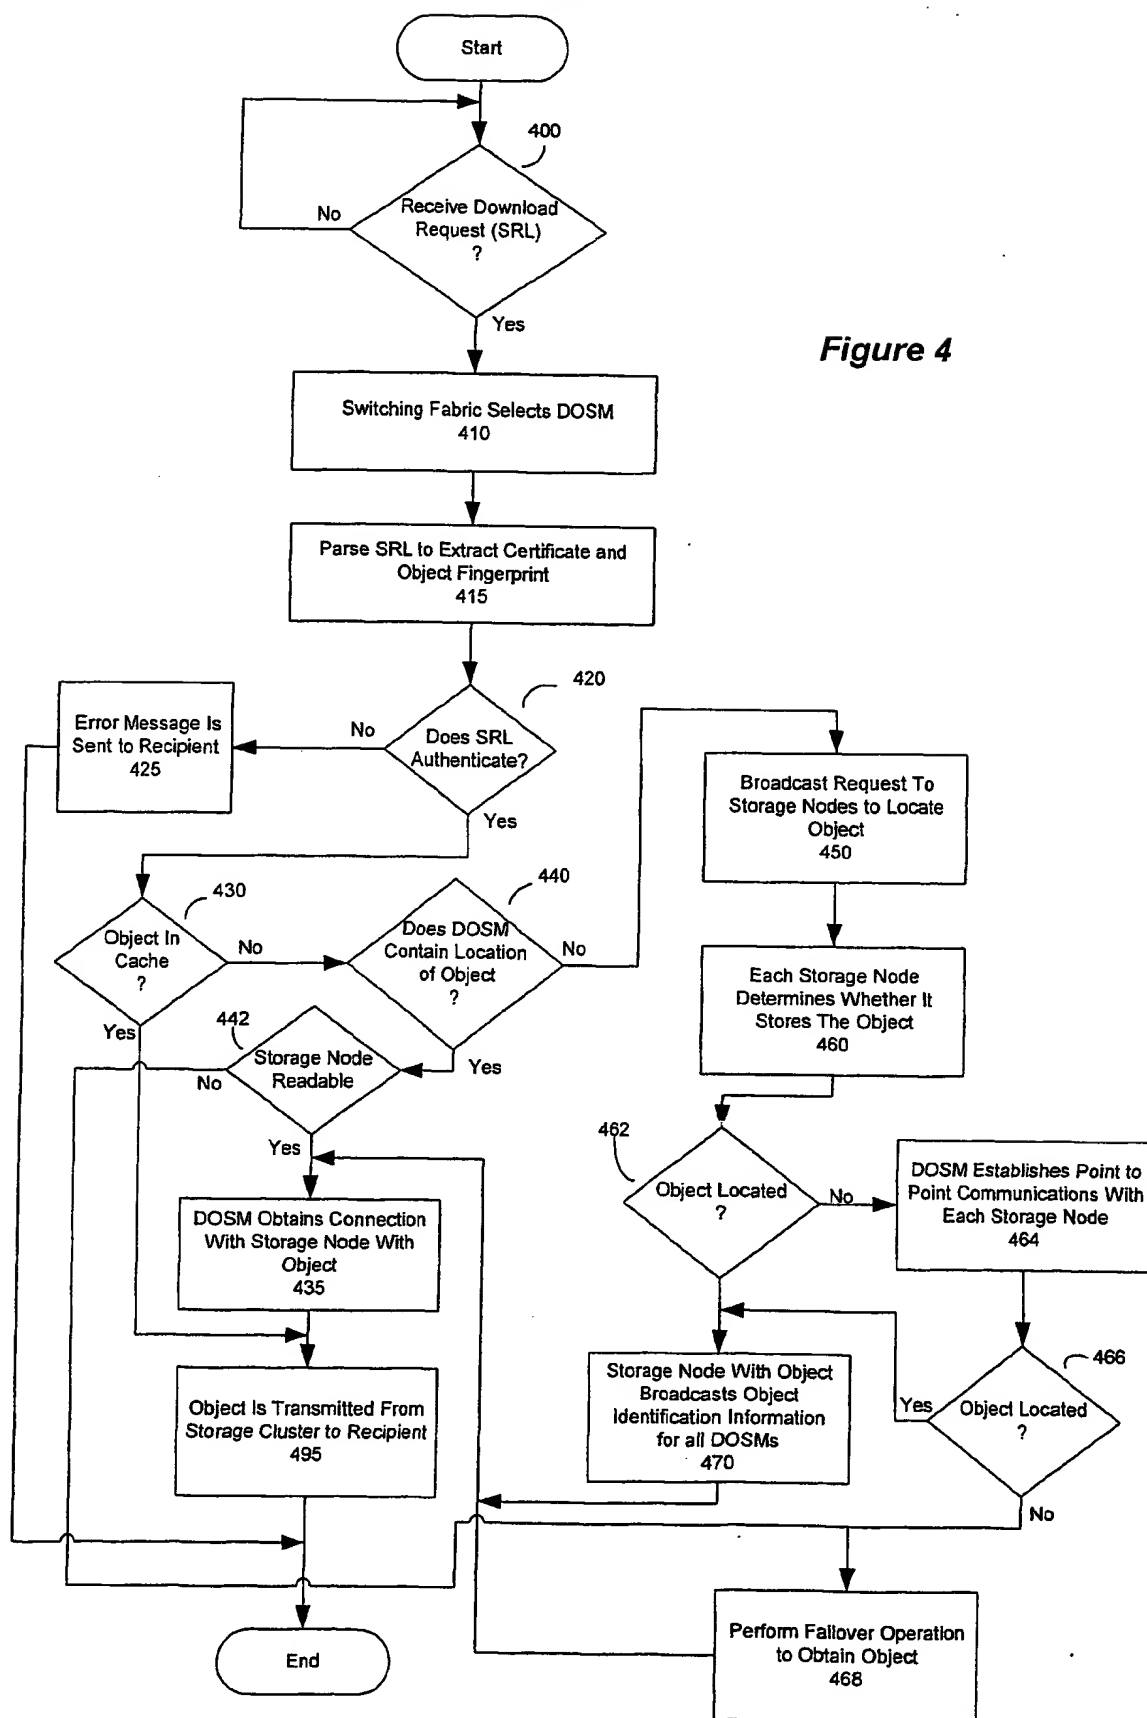 Start
400
Receive Download
Request (SRL)
?
No
Yes
Figure 4
Switching Fabric Selects DOSM
410
Parse SRL to Extract Certificate and
Object Fingerprint
415
420
Does SRL
Authenticate?
No
Yes
Error Message Is
Sent to Recipient
425
Broadcast Request To
Storage Nodes to Locate
Object
450
430
Object In
Cache
?
No
Yes
440
Does DOSM
Contain Location
of Object
?
No
Yes
Each Storage Node
Determines Whether It
Stores The Object
460
442
Storage Node
Readable
No
Yes
462
Object Located
?
No
DOSM Establishes Point to
Point Communications With
Each Storage Node
464
DOSM Obtains Connection
With Storage Node With
Object
435
466
Object Located
?
Yes
No
Storage Node With Object
Broadcasts Object
Identification Information
for all DOSMs
470
Object Is Transmitted From
Storage Cluster to Recipient
495
Perform Failover Operation
to Obtain Object
468
End